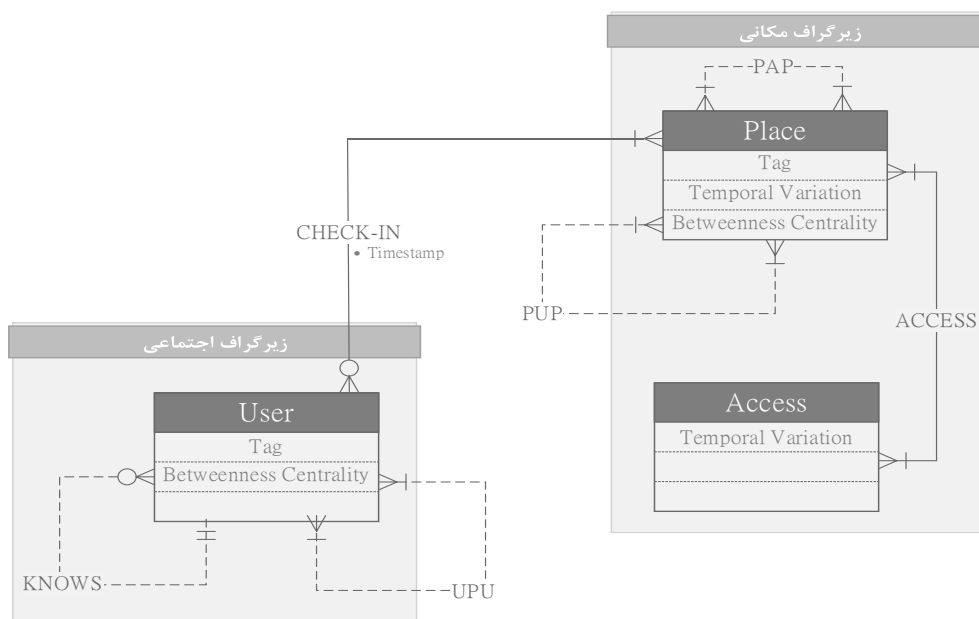 زیرگراف مکانی
PAP
Place
Tag
Temporal Variation
Betweenness Centrality
CHECK-IN
• Timestamp
PUP
ACCESS
زیرگراف اجتماعی
Access
Temporal Variation
User
Tag
Betweenness Centrality
KNOWS
UPU